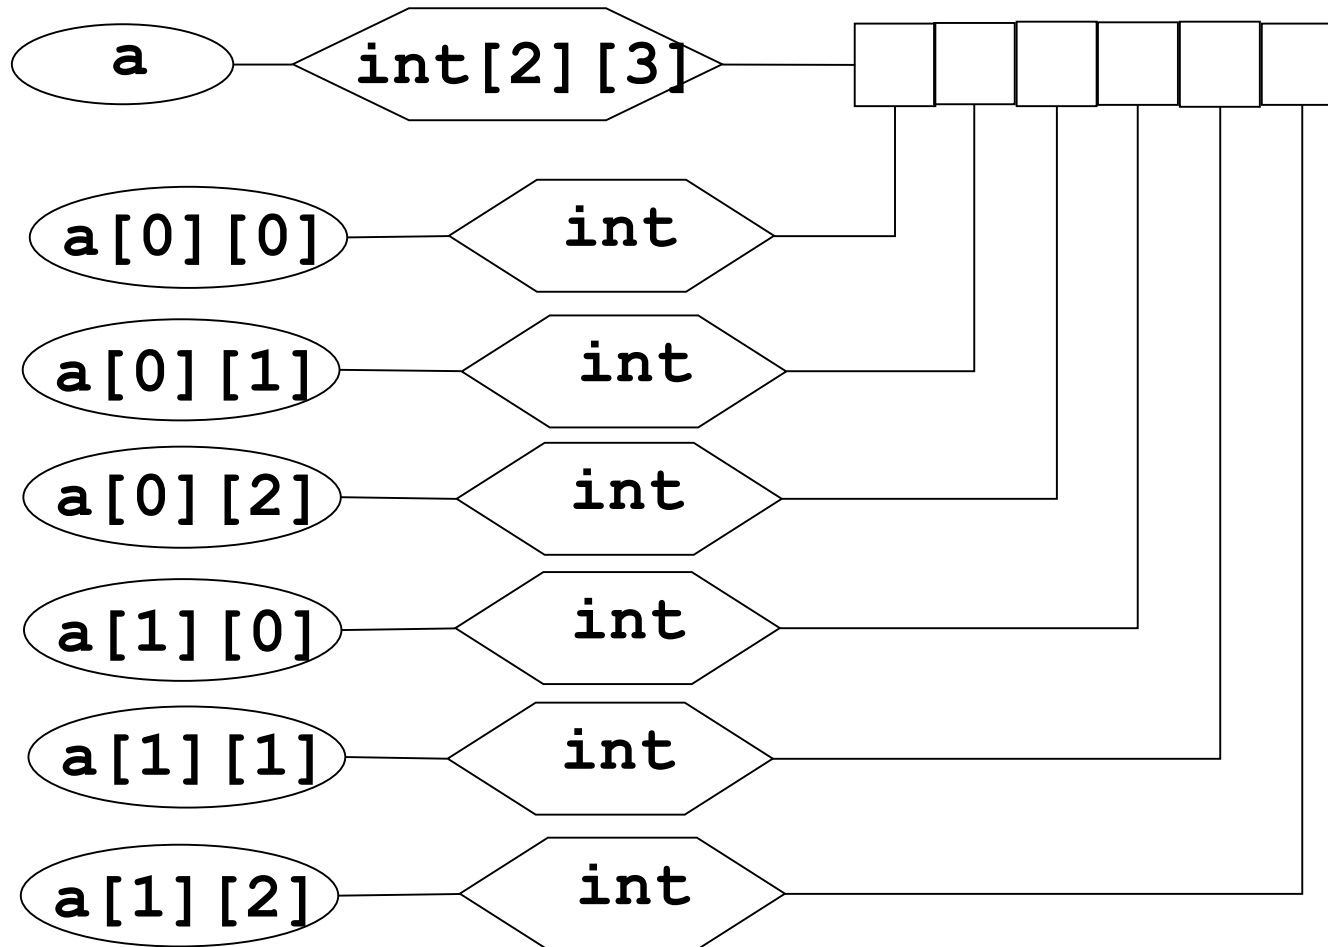 a int[2][3]
a[0][0] int
a[0][1] int
a[0][2] int
a[1][0] int
a[1][1] int
a[1][2] int